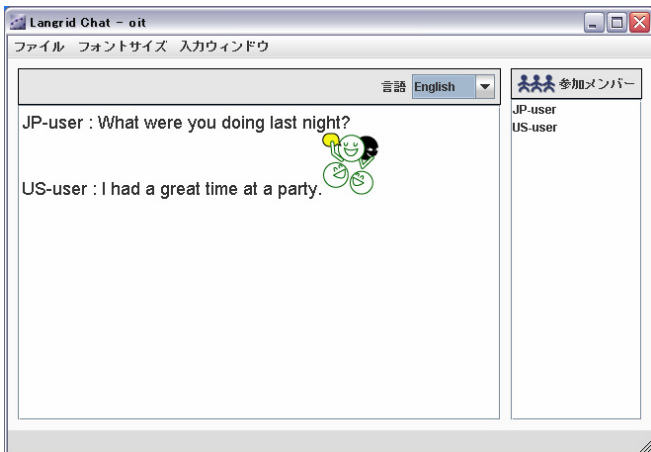 Langrid Chat - oit
ファイル フォントサイズ 入力ウィンドウ
言語 English
参加メンバー
JP-user : What were you doing last night?
US-user : I had a great time at a party.
JP-user
US-user